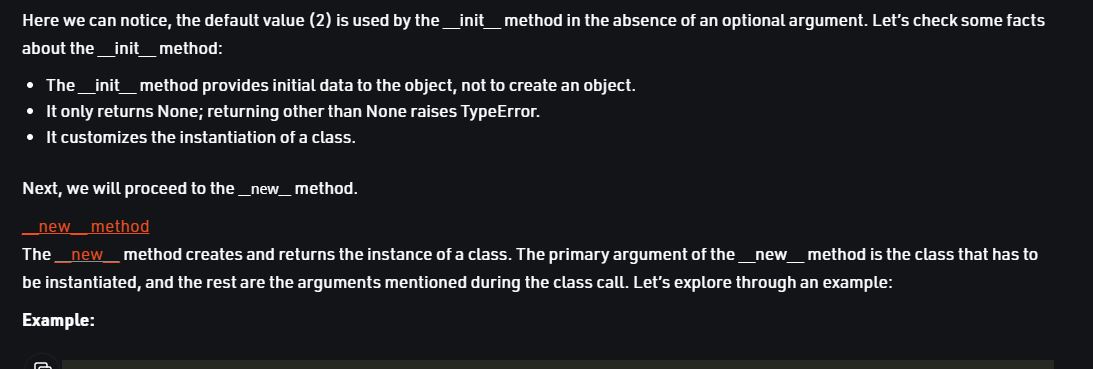 Here we can notice, the default value (2) is used by the __init__ method in the absence of an optional argument. Let's check some facts
about the __init__ method:
• The __init__ method provides initial data to the object, not to create an object.
• It only returns None; returning other than None raises TypeError.
• It customizes the instantiation of a class.
Next, we will proceed to the __new__ method.
__new__ method
The __new__ method creates and returns the instance of a class. The primary argument of the __new__ method is the class that has to
be instantiated, and the rest are the arguments mentioned during the class call. Let's explore through an example:
Example: